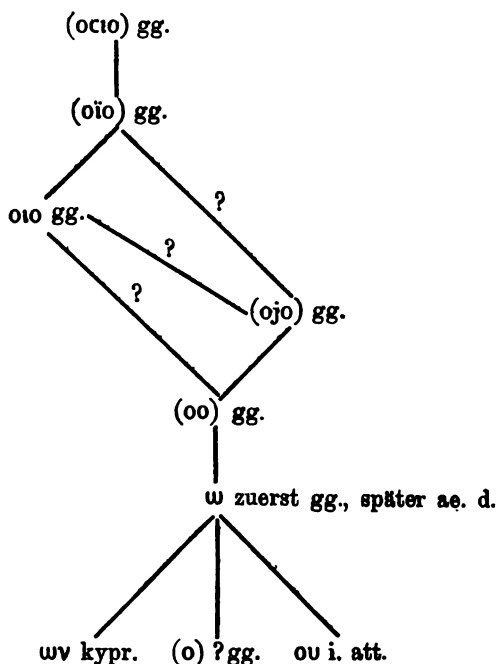 (οσιο) gg.
(οϊο) gg.
?
οιο gg.
?
?
(οjο) gg.
(οο) gg.
ω zuerst gg., später ae. d.
ων kypr. (ο) ? gg. ου i. att.